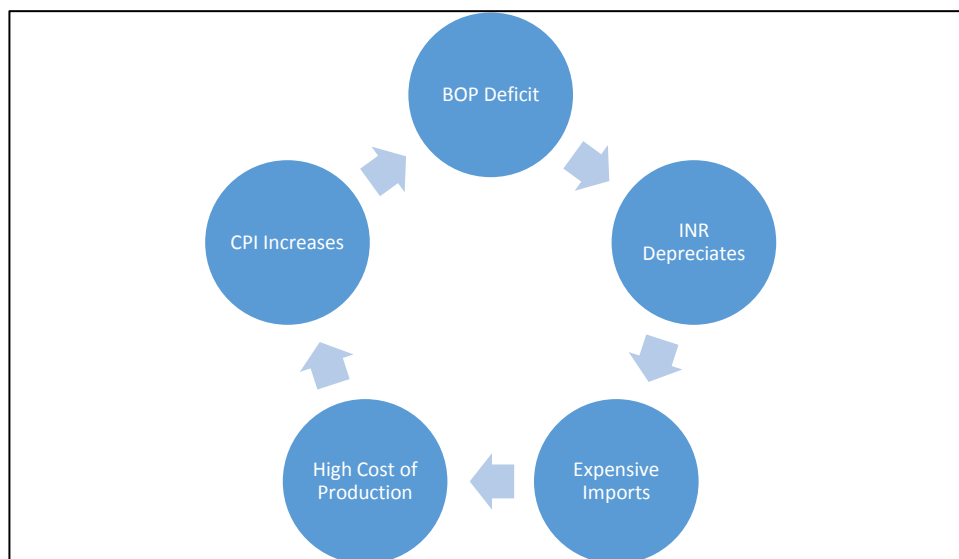 BOP Deficit
INR
Depreciates
Expensive
Imports
High Cost of
Production
CPI Increases